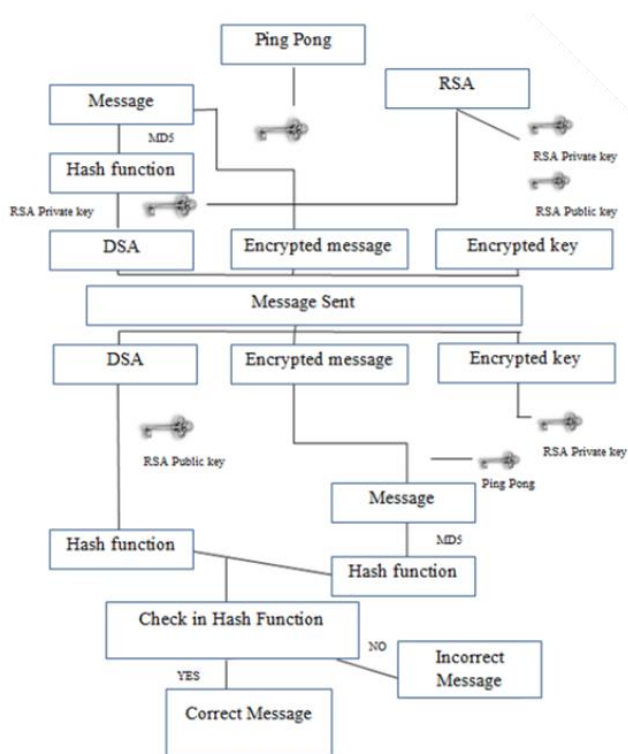 Ping Pong
RSA
Message
MD5
RSA Private key
Hash function
RSA Private key
RSA Public key
DSA
Encrypted message
Encrypted key
Message Sent
DSA
Encrypted message
Encrypted key
RSA Public key
RSA Private key
Ping Pong
Message
MD5
Hash function
Hash function
Check in Hash Function
NO
Incorrect
Message
YES
Correct Message